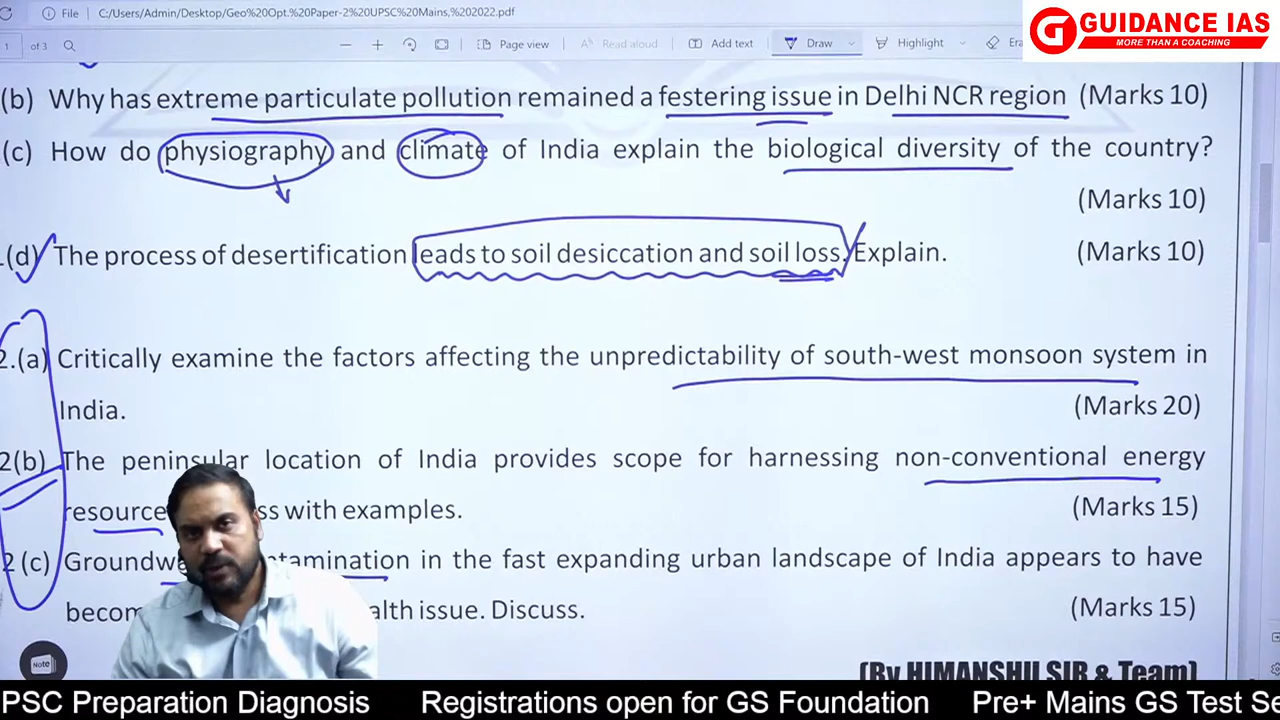 File C:/Users/Admin/Desktop/Geo%20Opt.%20Paper-2%20UPSC%20Mains,%202022.pdf
GUIDANCE IAS
MORE THAN A COACHING
1 of 3 Page view Read aloud Add text Draw Highlight
(b) Why has extreme particulate pollution remained a festering issue in Delhi NCR region (Marks 10)
(c) How do physiography and climate of India explain the biological diversity of the country?
(Marks 10)
(d) The process of desertification leads to soil desiccation and soil loss. Explain. (Marks 10)
2.(a) Critically examine the factors affecting the unpredictability of south-west monsoon system in
India. (Marks 20)
2(b) The peninsular location of India provides scope for harnessing non-conventional energy
resource ss with examples. (Marks 15)
2 (c) Groundw tamination in the fast expanding urban landscape of India appears to have
becom alth issue. Discuss. (Marks 15)
Note
(By HIMANSHU SIR & Team)
PSC Preparation Diagnosis Registrations open for GS Foundation Pre+ Mains GS Test Se